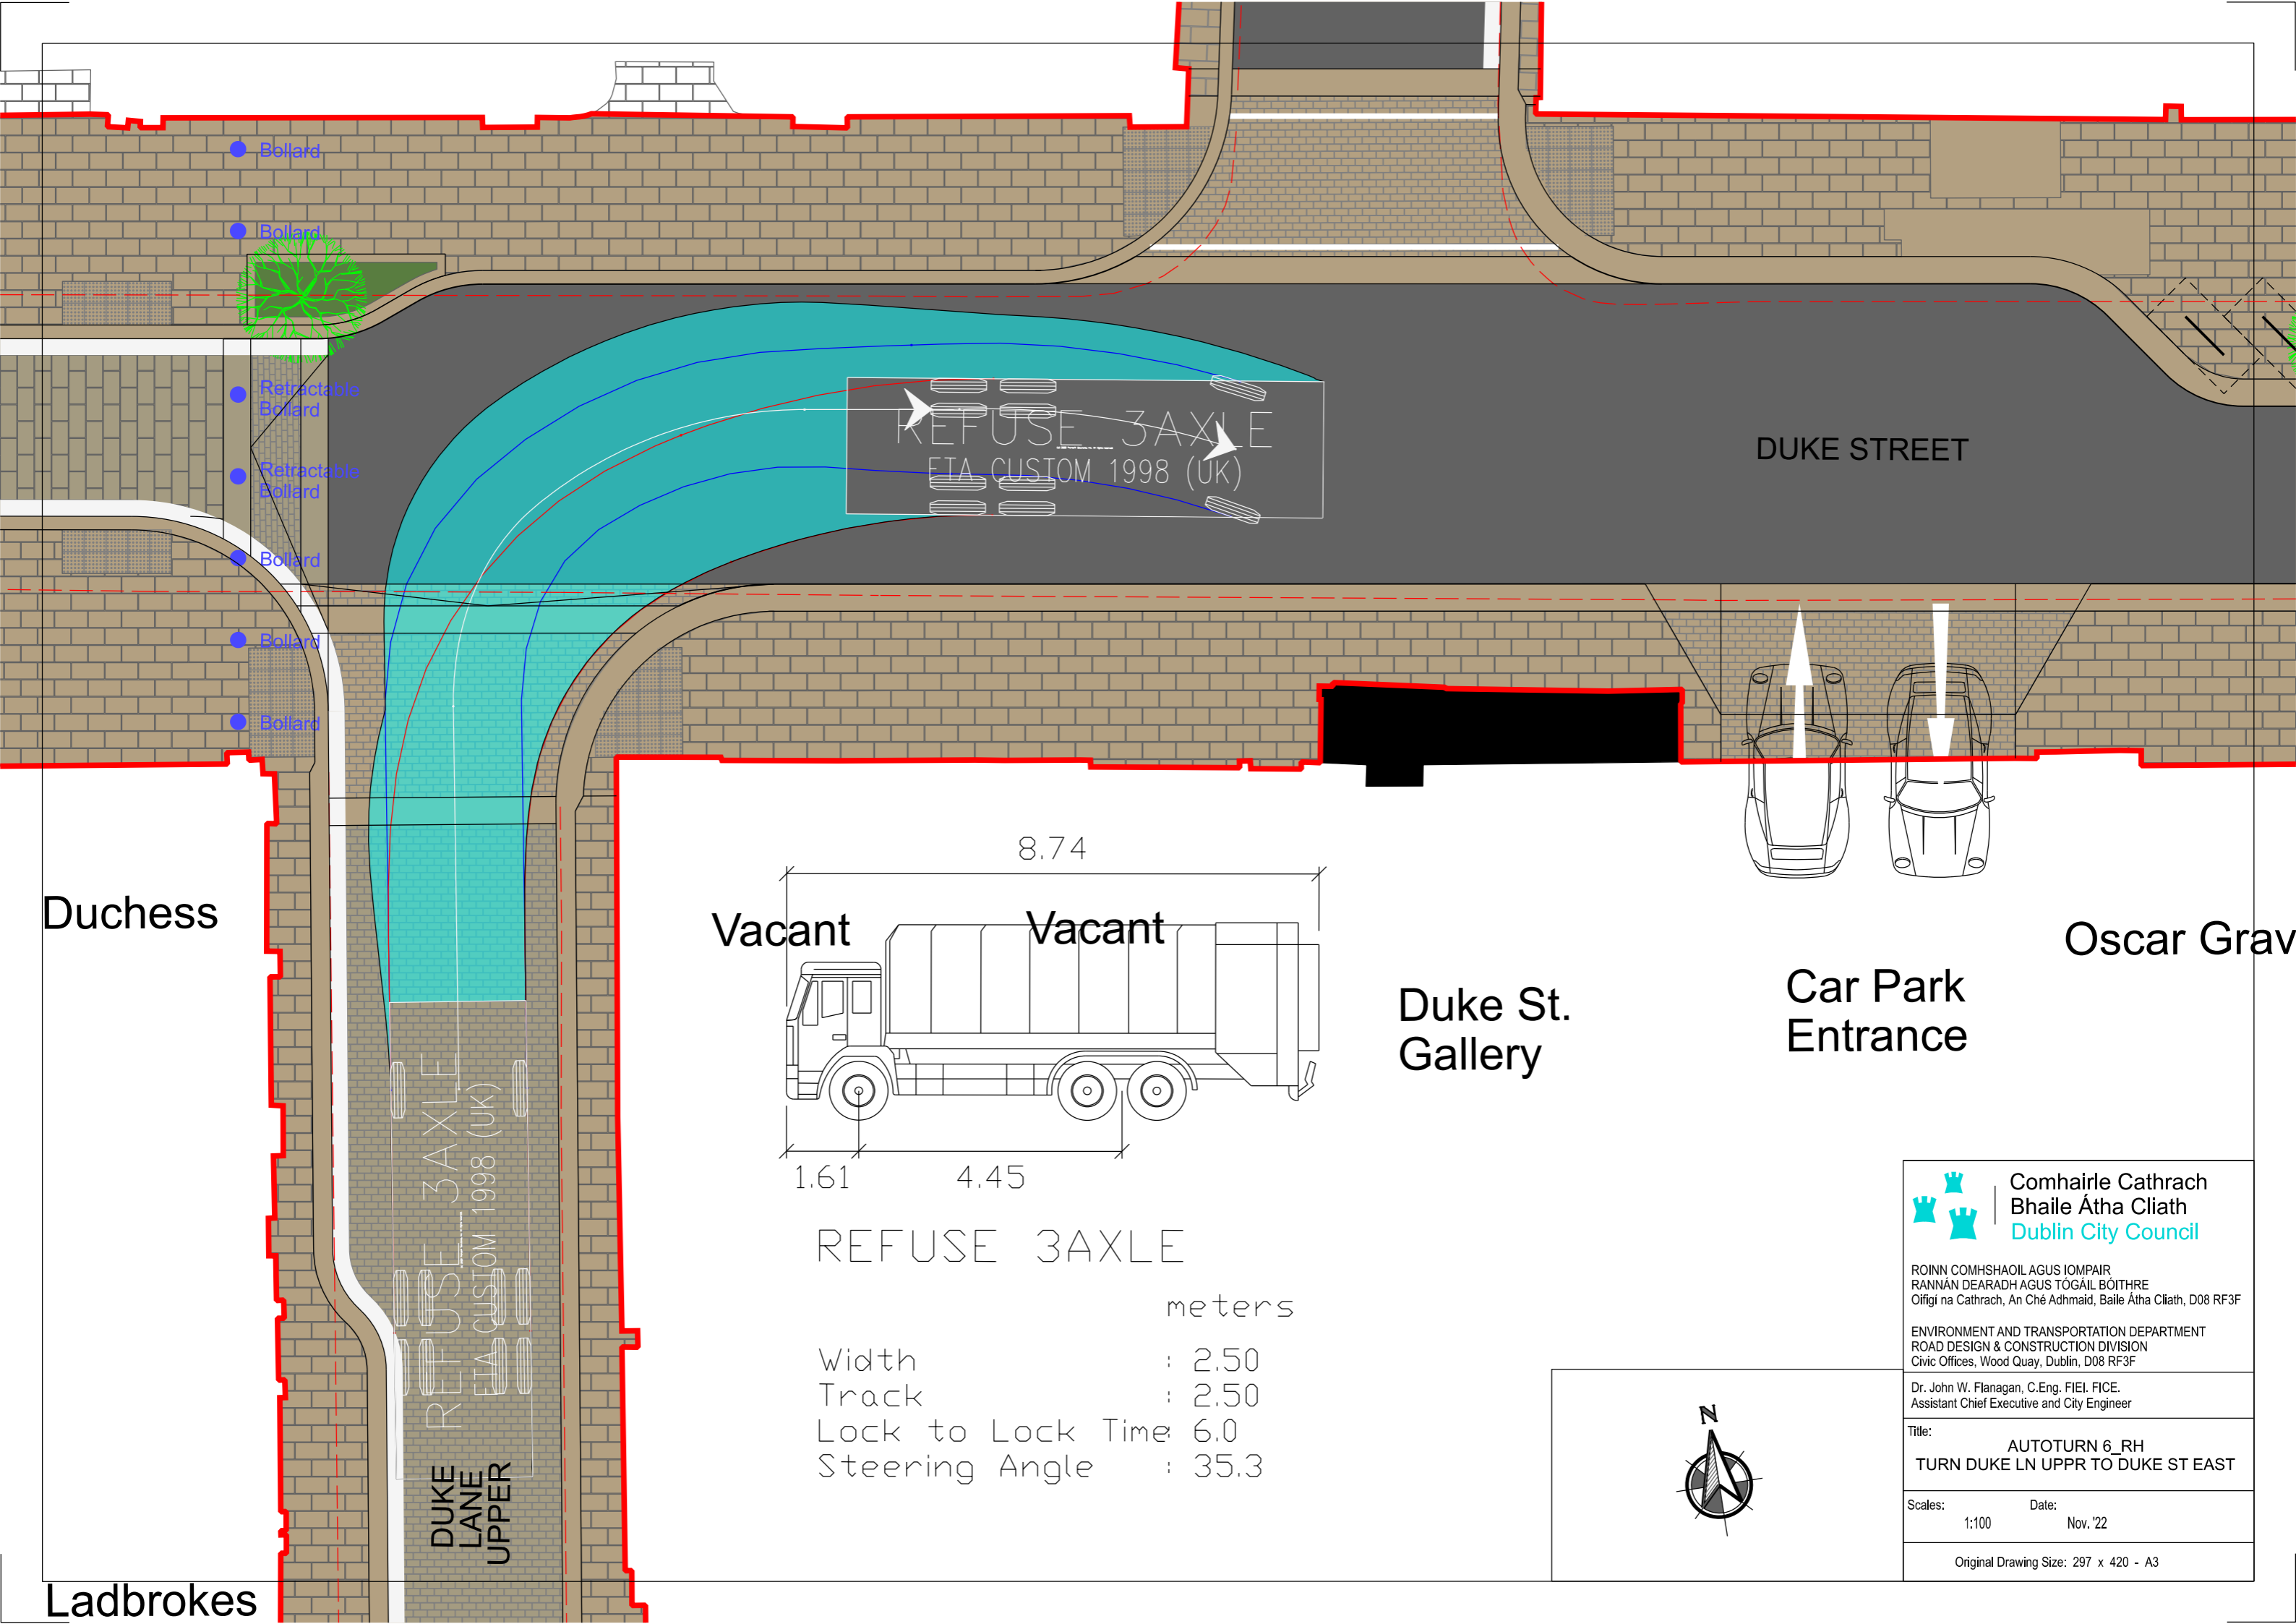 Bollard
Bollard
Retractable
Bollard
Retractable
Bollard
Bollard
Bollard
Bollard
REFUSE 3AXLE
ETA CUSTOM 1998 (UK)
DUKE STREET
REFUSE 3AXLE
ETA CUSTOM 1998 (UK)
DUKE
LANE
UPPER
Duchess
Ladbrokes
Vacant
Vacant
8.74
1.61
4.45
REFUSE 3AXLE
meters
Width : 2.50
Track : 2.50
Lock to Lock Time : 6.0
Steering Angle : 35.3
Duke St.
Gallery
Car Park
Entrance
Oscar Grav
N
Comhairle Cathrach
Bhaile Átha Cliath
Dublin City Council
ROINN COMHSHAOIL AGUS IOMPAIR
RANNÁN DEARADH AGUS TÓGÁIL BÓITHRE
Oifigí na Cathrach, An Ché Adhmaid, Baile Átha Cliath, D08 RF3F
ENVIRONMENT AND TRANSPORTATION DEPARTMENT
ROAD DESIGN & CONSTRUCTION DIVISION
Civic Offices, Wood Quay, Dublin, D08 RF3F
Dr. John W. Flanagan, C.Eng. FIEI. FICE.
Assistant Chief Executive and City Engineer
Title:
AUTOTURN 6_RH
TURN DUKE LN UPPR TO DUKE ST EAST
Scales: Date:
1:100 Nov. '22
Original Drawing Size: 297 x 420 - A3